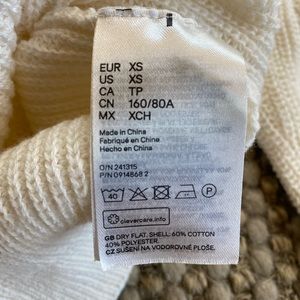 EUR XS
US XS
CA TP
CN 160/80A
MX XCH
Made in China
Fabriqué en Chine
Hecho en China
O/N 241315
P/N 0914868 2
40 P
clevercare.info
GB DRY FLAT. SHELL: 60% COTTON
40% POLYESTER.
CZ SUŠENÍ NA VODOROVNÉ PLOŠE.